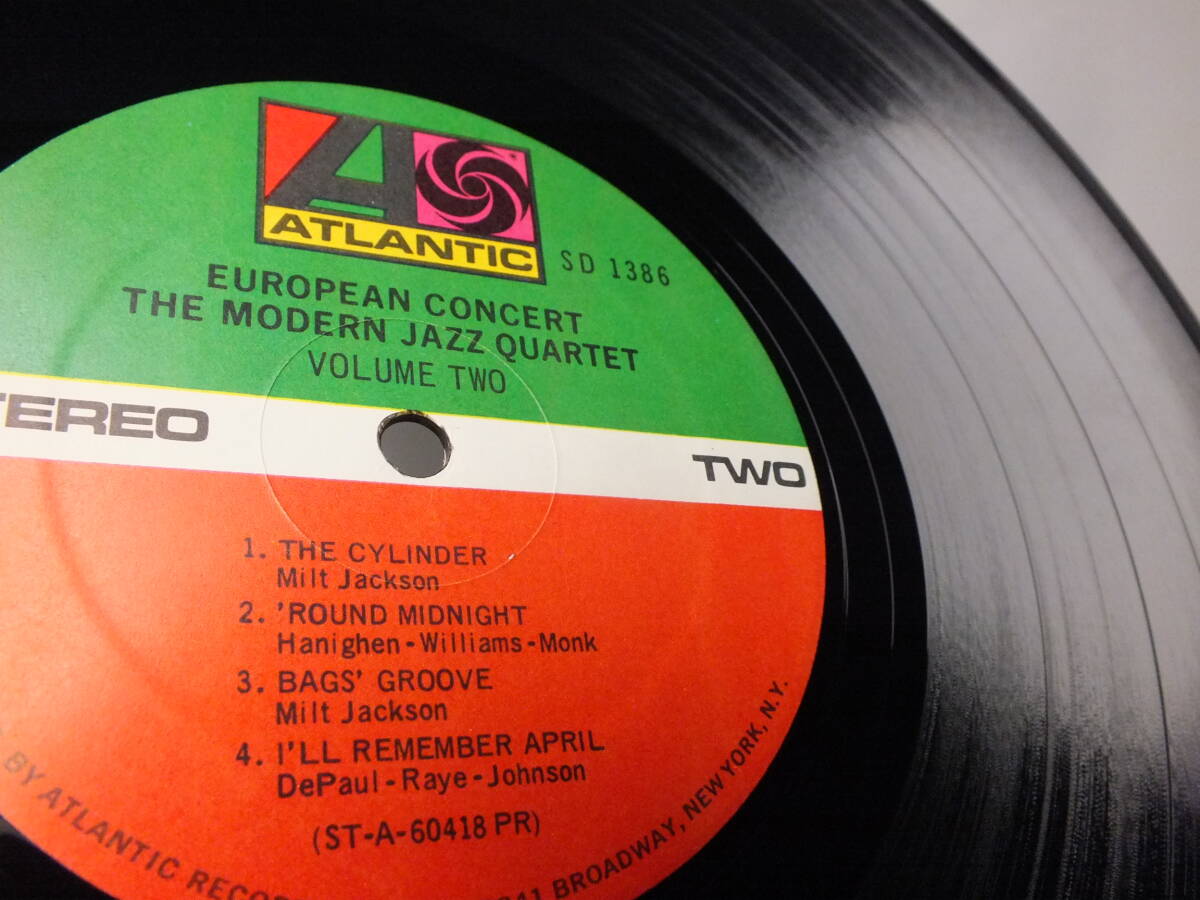 ATLANTIC
SD 1386
EUROPEAN CONCERT
THE MODERN JAZZ QUARTET
VOLUME TWO
TEREO
TWO
1. THE CYLINDER
Milt Jackson
2. 'ROUND MIDNIGHT
Hanighen-Williams-Monk
3. BAGS' GROOVE
Milt Jackson
4. I'LL REMEMBER APRIL
DePaul-Raye-Johnson
(ST-A-60418 PR)
BY ATLANTIC RECOR 841 BROADWAY, NEW YORK, N.Y.